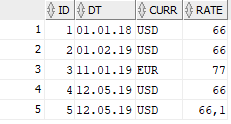 ID DT CURR RATE
1 1 01.01.18 USD 66
2 2 01.02.19 USD 66
3 3 11.01.19 EUR 77
4 4 12.05.19 USD 66
5 5 12.05.19 USD 66,1